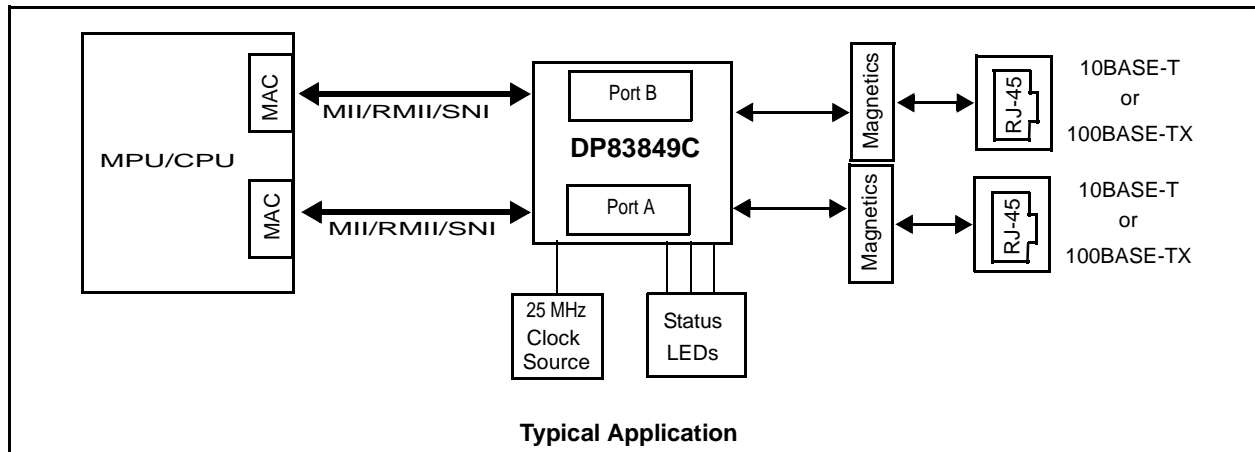 MPU/CPU
MAC
MAC
MII/RMII/SNI
MII/RMII/SNI
Port B
DP83849C
Port A
25 MHz
Clock
Source
Status
LEDs
Magnetics
Magnetics
RJ-45
RJ-45
10BASE-T
or
100BASE-TX
10BASE-T
or
100BASE-TX
Typical Application